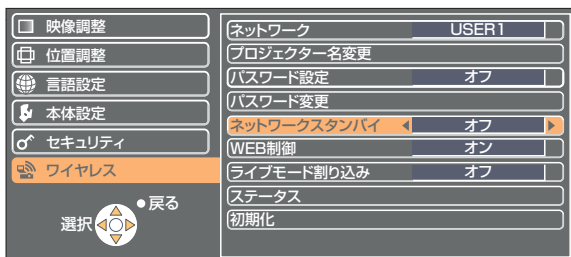 映像調整
位置調整
言語設定
本体設定
セキュリティ
ワイヤレス
●戻る
選択
ネットワーク USER1
プロジェクター名変更
パスワード設定 オフ
パスワード変更
ネットワークスタンバイ オフ
WEB制御 オン
ライブモード割り込み オフ
ステータス
初期化